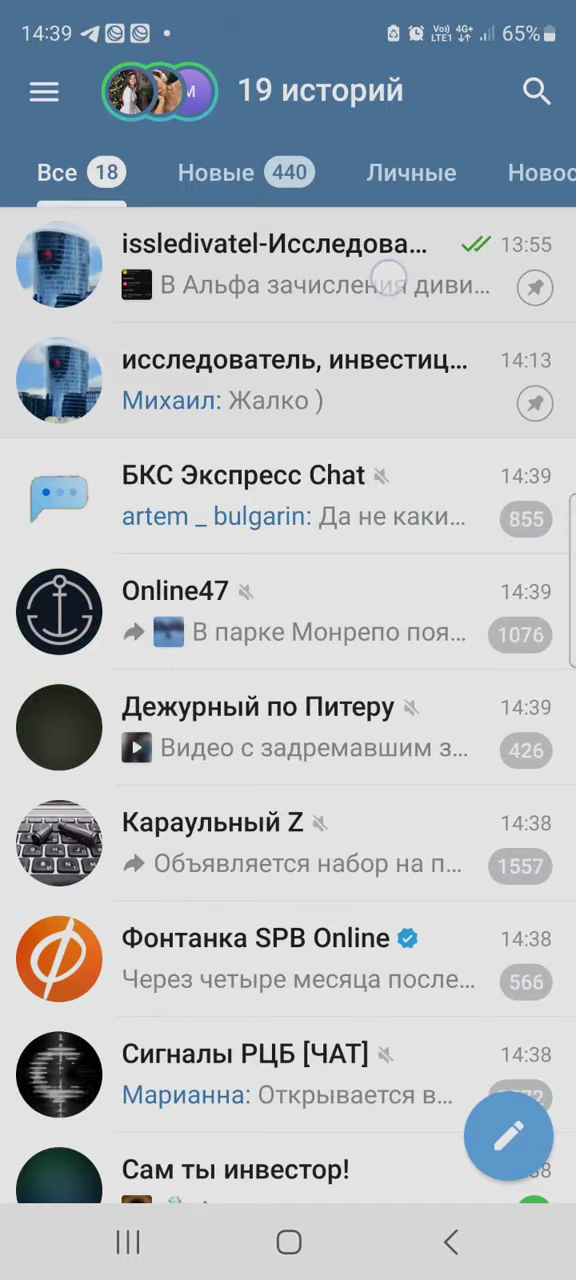 14:39
Vo)) 4G+
LTE1
65%
M
19 историй
Все 18
Новые 440
Личные
Новос
issledivatel-Исследова...
13:55
В Альфа зачисления диви...
исследователь, инвестиц...
14:13
Михаил: Жалко )
БКС Экспресс Chat
14:39
artem _ bulgarin: Да не каки...
855
Online47
14:39
В парке Монрепо поя...
1076
Дежурный по Питеру
14:39
Видео с задремавшим з...
426
Караульный Z
14:38
Объявляется набор на п...
1557
Фонтанка SPB Online
14:38
Через четыре месяца после...
566
Сигналы РЦБ [ЧАТ]
14:38
Марианна: Открывается в...
Сам ты инвестор!